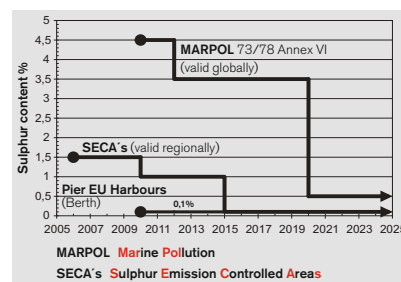 Sulphur content %
5
4,5
4
3,5
3
2,5
2
1,5
1
0,5
0
MARPOL 73/78 Annex VI
(valid globally)
SECA´s (valid regionally)
Pier EU Harbours
(Berth)
0,1%
2005 2007 2009 2011 2013 2015 2017 2019 2021 2023 2025
MARPOL Marine Pollution
SECA´s Sulphur Emission Controlled Areas